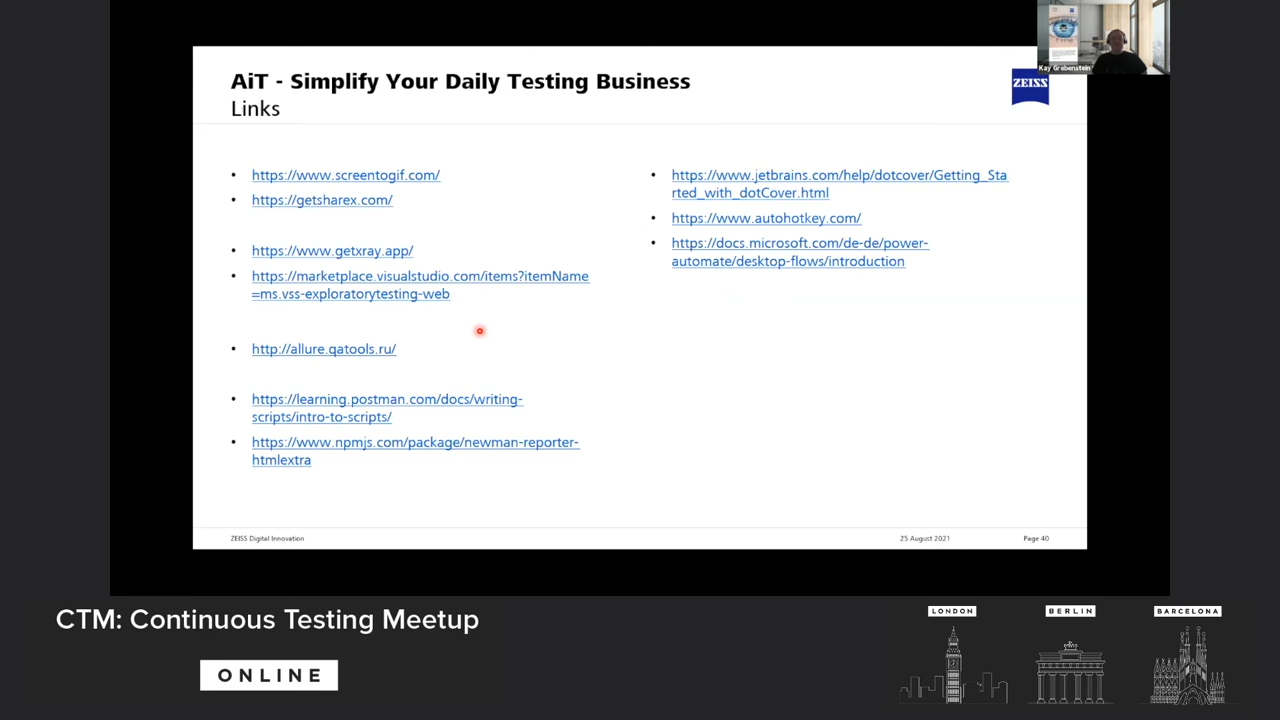 Kay Grabenstein
AiT - Simplify Your Daily Testing Business
Links
ZEISS
https://www.screentogif.com/
https://getsharex.com/
https://www.getxray.app/
https://marketplace.visualstudio.com/items?itemName
=ms.vss-exploratorytesting-web
http://allure.qatools.ru/
https://learning.postman.com/docs/writing-
scripts/intro-to-scripts/
https://www.npmjs.com/package/newman-reporter-
htmlextra
https://www.jetbrains.com/help/dotcover/Getting_Sta
rted_with_dotCover.html
https://www.autohotkey.com/
https://docs.microsoft.com/de-de/power-
automate/desktop-flows/introduction
ZEISS Digital Innovation
25 August 2021
Page 40
CTM: Continuous Testing Meetup
ONLINE
LONDON
BERLIN
BARCELONA